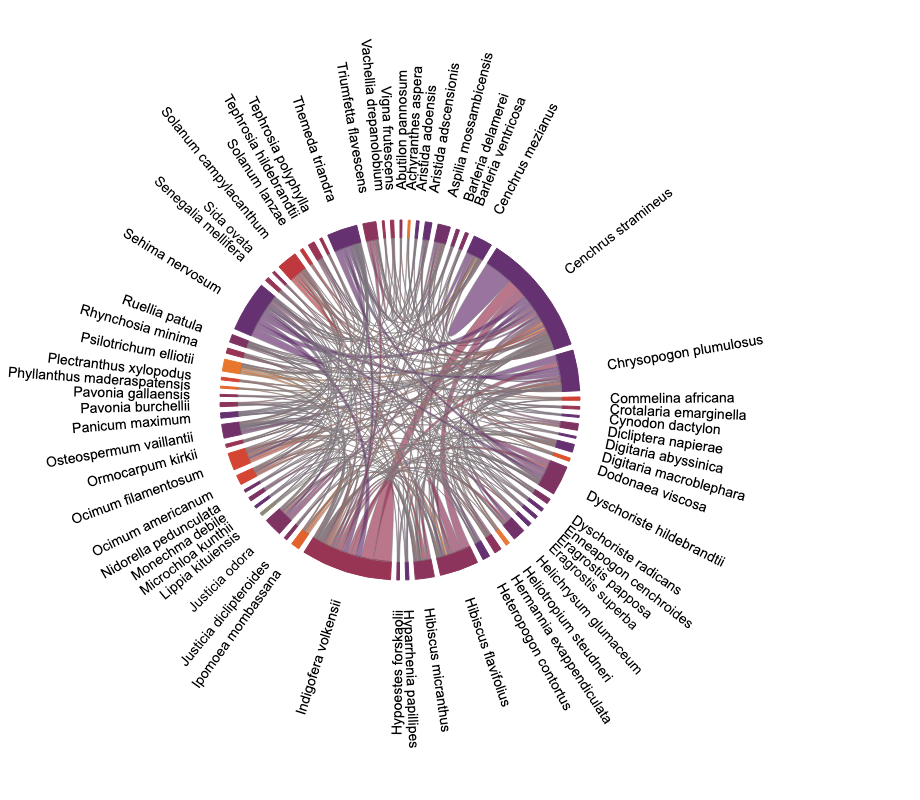 Abutilon pannosum
Achyranthes aspera
Aristida adoensis
Aristida adscensionis
Aspilia mossambicensis
Barleria delamerei
Barleria ventricosa
Cenchrus mezianus
Cenchrus stramineus
Chrysopogon plumulosus
Commelina africana
Crotalaria emarginella
Cynodon dactylon
Dicliptera napierae
Digitaria abyssinica
Digitaria macroblephara
Dodonaea viscosa
Dyschoriste hildebrandtii
Dyschoriste radicans
Enneapogon cenchroides
Eragrostis papposa
Eragrostis superba
Helichrysum glumaceum
Heliotropium steudneri
Hermannia exappendiculata
Heteropogon contortus
Hibiscus flavifolius
Hibiscus micranthus
Hyparrhenia papillipes
Hypoestes forskaolii
Indigofera volkensii
Ipomoea mombassana
Justicia diclipteroides
Justicia odora
Lippia kituiensis
Microchloa kunthii
Monechma debile
Nidorella pedunculata
Ocimum americanum
Ocimum filamentosum
Ormocarpum kirkii
Osteospermum vaillantii
Panicum maximum
Pavonia burchellii
Pavonia gallaensis
Phyllanthus maderaspatensis
Plectranthus xylopodus
Psilotrichum elliotii
Rhynchosia minima
Ruellia patula
Sehima nervosum
Senegalia mellifera
Sida ovata
Solanum campylacanthum
Solanum lanzae
Tephrosia hildebrandtii
Tephrosia polyphylla
Themeda triandra
Triumfetta flavescens
Vachellia drepanolobium
Vigna frutescens